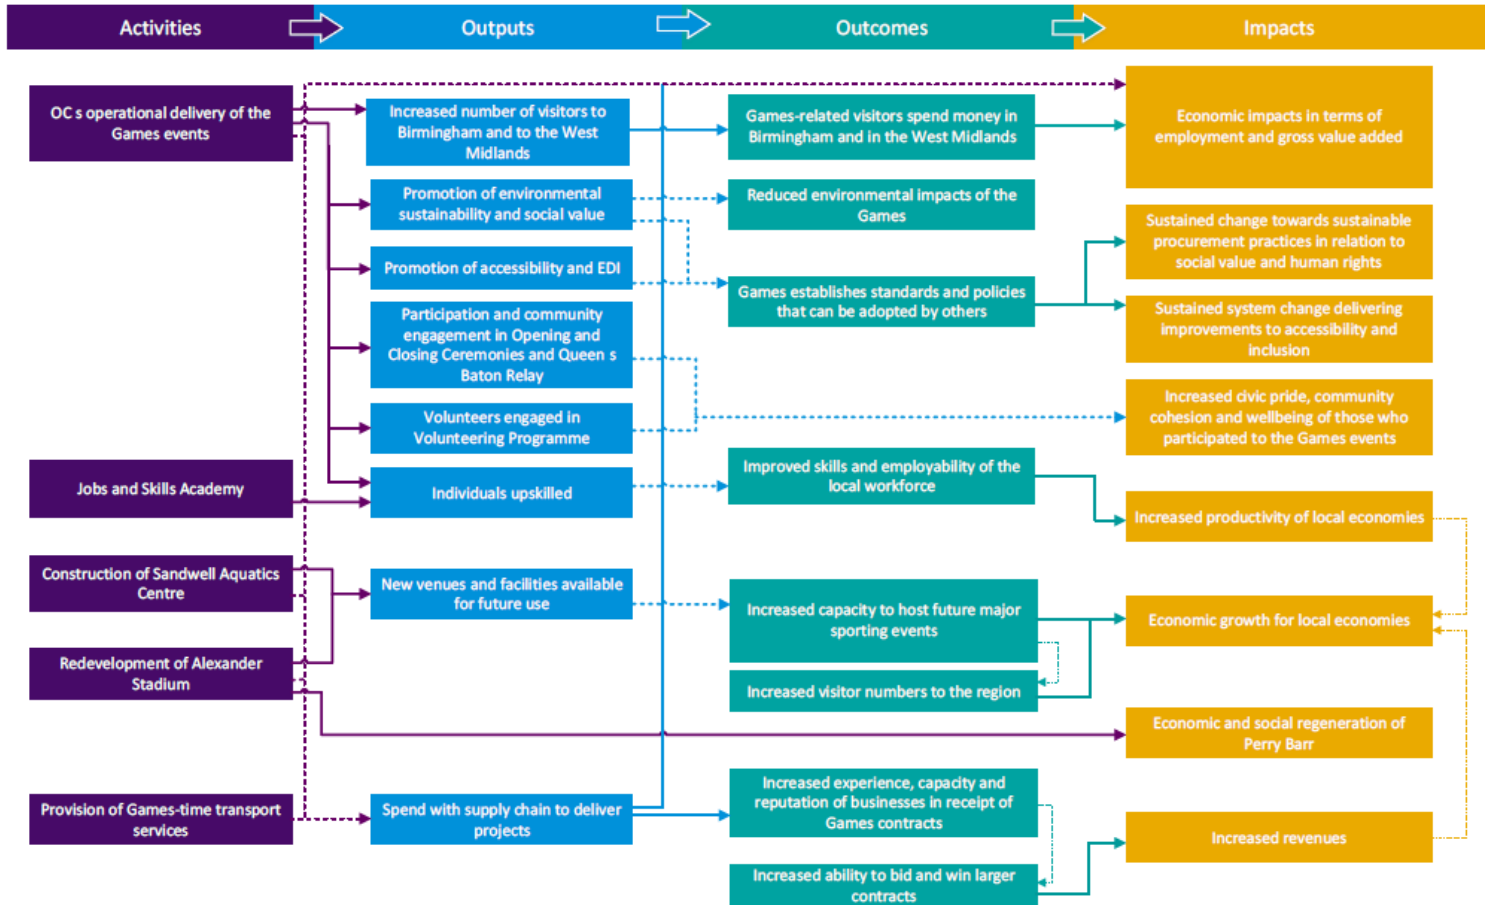 Activities
Outputs
Outcomes
Impacts
OC s operational delivery of the
Games events
Jobs and Skills Academy
Construction of Sandwell Aquatics
Centre
Redevelopment of Alexander
Stadium
Provision of Games-time transport
services
Increased number of visitors to
Birmingham and to the West
Midlands
Promotion of environmental
sustainability and social value
Promotion of accessibility and EDI
Participation and community
engagement in Opening and
Closing Ceremonies and Queen s
Baton Relay
Volunteers engaged in
Volunteering Programme
Individuals upskilled
New venues and facilities available
for future use
Spend with supply chain to deliver
projects
Games-related visitors spend money in
Birmingham and in the West Midlands
Reduced environmental impacts of the
Games
Games establishes standards and policies
that can be adopted by others
Improved skills and employability of the
local workforce
Increased capacity to host future major
sporting events
Increased visitor numbers to the region
Increased experience, capacity and
reputation of businesses in receipt of
Games contracts
Increased ability to bid and win larger
contracts
Economic impacts in terms of
employment and gross value
added
Sustained change towards sustainable
procurement practices in relation to
social value and human rights
Sustained system change delivering
improvements to accessibility and
inclusion
Increased civic pride, community
cohesion and wellbeing of those who
participated to the Games events
Increased productivity of local economies
Economic growth for local economies
Economic and social regeneration of
Perry Barr
Increased revenues